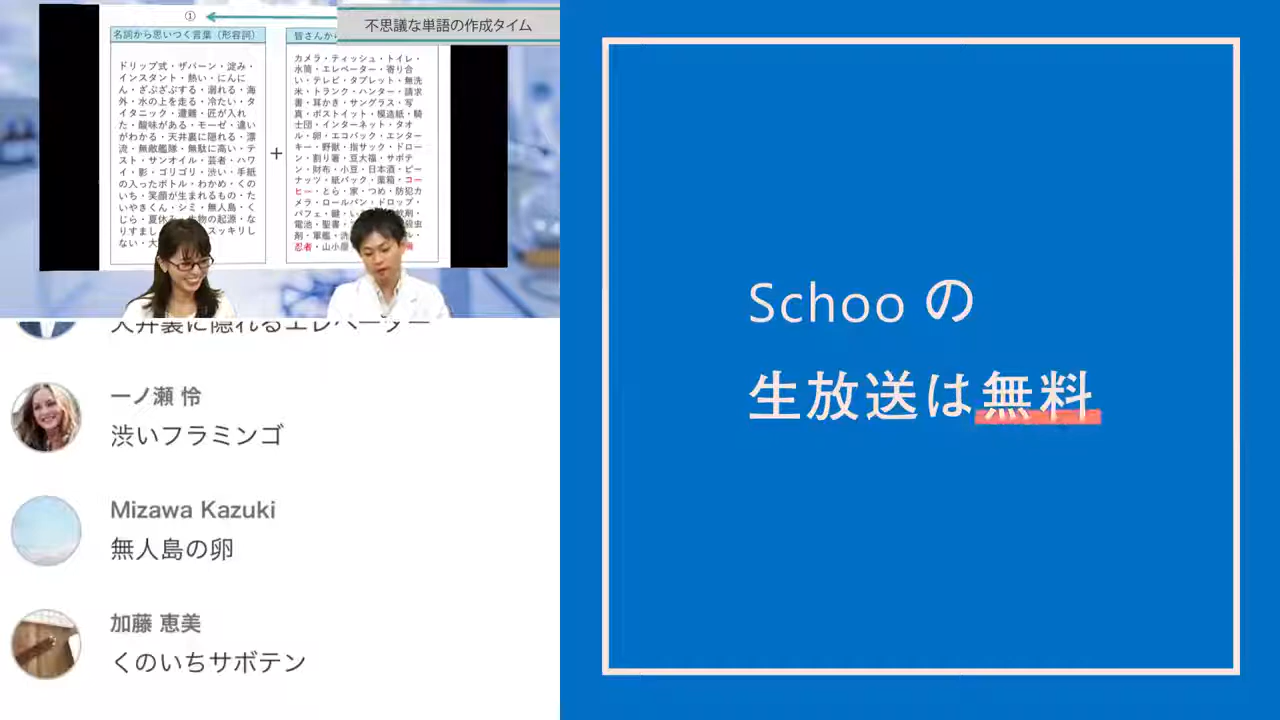 ①
不思議な単語の作成タイム
名詞から思いつく言葉（形容詞）
ドリップ式・ザバーン・淀み・
インスタント・熱い・にんに
ん・ざぶざぶする・溺れる・海
外・水の上を走る・冷たい・タ
イタニック・遭難・匠が入れ
た・酸味がある・モーゼ・違い
がわかる・天井裏に隠れる・漂
流・無敵艦隊・無駄に高い・テ
スト・サンオイル・芸者・ハワ
イ・影・ゴリゴリ・渋い・手紙
の入ったボトル・わかめ・くの
いち・笑顔が生まれるもの・た
いやきくん・シミ・無人島・く
じら・夏休み・生物の起源・な
りすまし
スッキリし
ない・大
+
皆さんから
カメラ・ティッシュ・トイレ・
水筒・エレベーター・寄り合
い・テレビ・タブレット・無洗
米・トランク・ハンター・請求
書・耳かき・サングラス・写
真・ポストイット・模造紙・騎
士団・インターネット・タオ
ル・卵・エコバック・エンター
キー・野獣・指サック・ドロー
ン・割り箸・豆大福・サボテ
ン・財布・小豆・日本酒・ピー
ナッツ・紙パック・薬箱・コー
ヒー・とら・家・つめ・防犯カ
メラ・ロールパン・ドロップ・
パフェ・鍵・い
電池・聖書・
剤・軍艦・
忍者・山小屋
天井裏に隠れるエレベーター
一ノ瀬 怜
渋いフラミンゴ
Mizawa Kazuki
無人島の卵
加藤 恵美
くのいちサボテン
Schoo の
生放送は無料